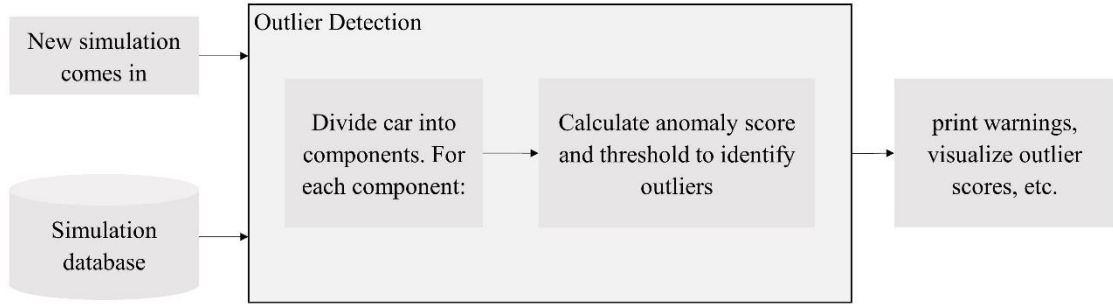 New simulation
comes in
Simulation
database
Outlier Detection
Divide car into
components. For
each component:
Calculate anomaly score
and threshold to identify
outliers
print warnings,
visualize outlier
scores, etc.